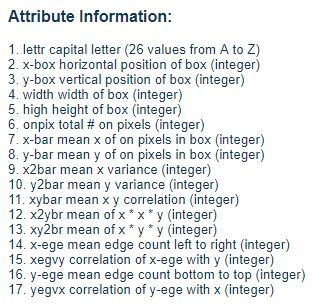 Attribute Information:
1. lettr capital letter (26 values from A to Z)
2. x-box horizontal position of box (integer)
3. y-box vertical position of box (integer)
4. width width of box (integer)
5. high height of box (integer)
6. onpix total # on pixels (integer)
7. x-bar mean x of on pixels in box (integer)
8. y-bar mean y of on pixels in box (integer)
9. x2bar mean x variance (integer)
10. y2bar mean y variance (integer)
11. xybar mean x y correlation (integer)
12. x2ybr mean of x * x * y (integer)
13. xy2br mean of x * y * y (integer)
14. x-ege mean edge count left to right (integer)
15. xegvy correlation of x-ege with y (integer)
16. y-ege mean edge count bottom to top (integer)
17. yegvx correlation of y-ege with x (integer)